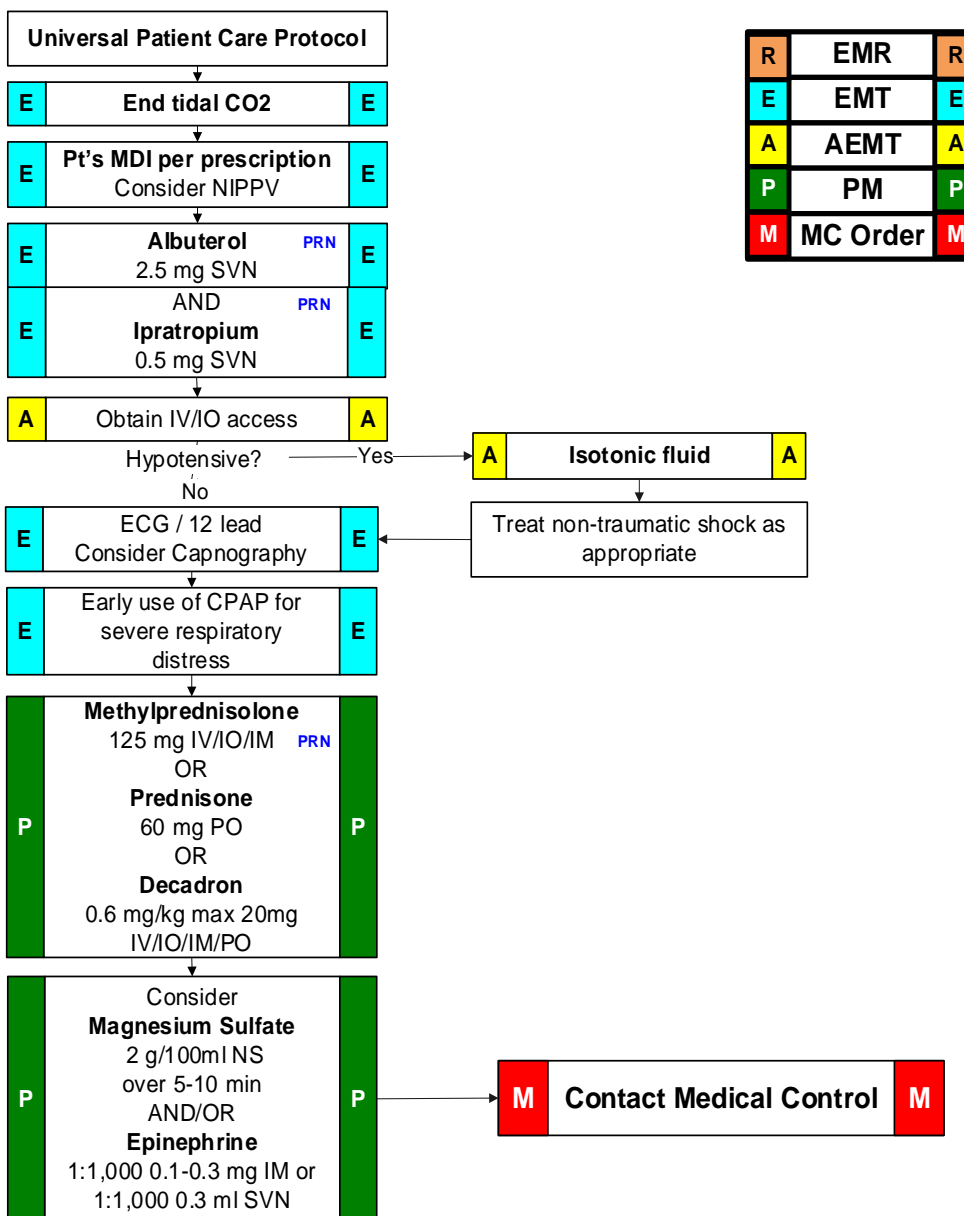 Universal Patient Care Protocol
E End tidal CO2 E
E Pt's MDI per prescription E
Consider NIPPV
E Albuterol PRN E
2.5 mg SVN
AND PRN
E Ipratropium E
0.5 mg SVN
A Obtain IV/IO access A
Hypotensive? Yes
No
A Isotonic fluid A
Treat non-traumatic shock as
appropriate
E ECG / 12 lead E
Consider Capnography
Early use of CPAP for
E severe respiratory E
distress
Methylprednisolone
125 mg IV/IO/IM PRN
OR
Prednisone
P 60 mg PO P
OR
Decadron
0.6 mg/kg max 20mg
IV/IO/IM/PO
Consider
Magnesium Sulfate
2 g/100ml NS
over 5-10 min
P AND/OR P
Epinephrine
1:1,000 0.1-0.3 mg IM or
1:1,000 0.3 ml SVN
M Contact Medical Control M
R EMR R
E EMT E
A AEMT A
P PM P
M MC Order M